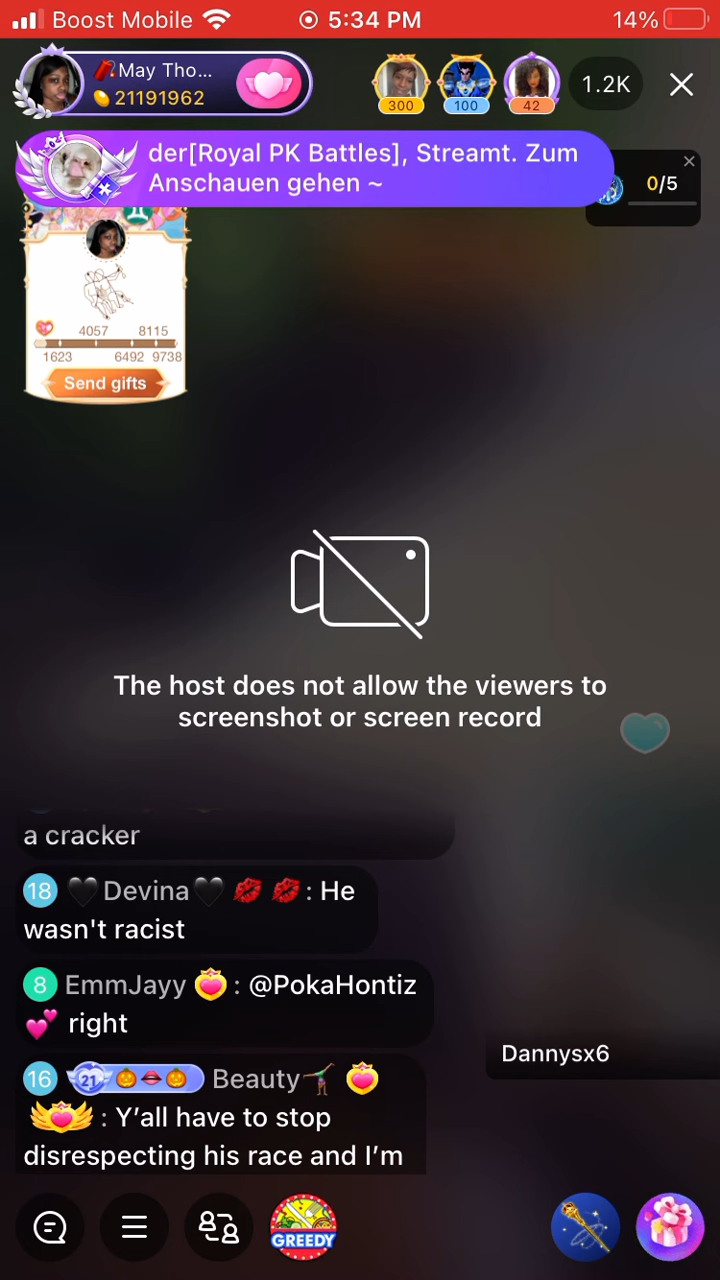 Boost Mobile 5:34 PM 14%
May Tho...
21191962
300 100 42 1.2K
der[Royal PK Battles], Streamt. Zum
Anschauen gehen ~
0/5
4057 8115
1623 6492 9738
Send gifts
The host does not allow the viewers to
screenshot or screen record
a cracker
18 Devina : He
wasn't racist
8 EmmJayy : @PokaHontiz
right
Dannysx6
16 21 Beauty
: Y’all have to stop
disrespecting his race and I’m
GREEDY